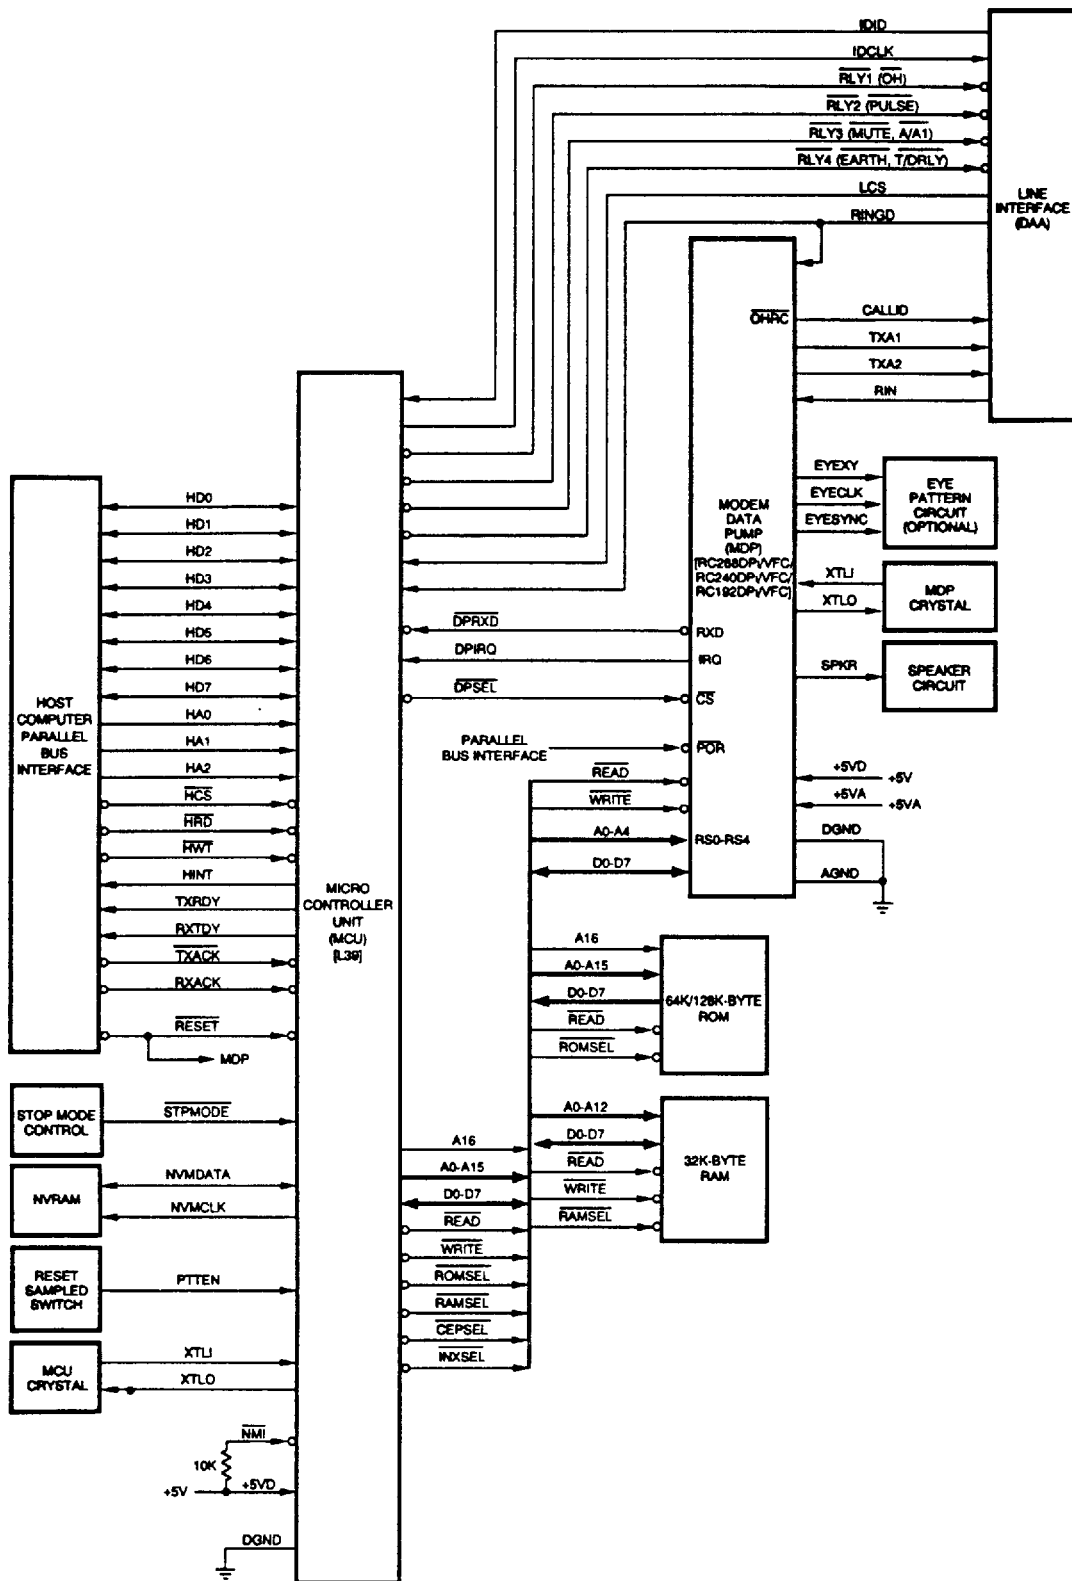 IDID
IDCLK
RLY1 (OH)
RLY2 (PULSE)
RLY3 (MUTE, A/A1)
RLY4 (EARTH, T/DRLY)
LCS
RINGD
LINE
INTERFACE
(DAA)
OHRC
CALLID
TXA1
TXA2
RIN
MODEM
DATA
PUMP
(MDP)
[RC288DPi/VFC/
RC240DPi/VFC/
RC192DPi/VFC]
EYEXY
EYECLK
EYESYNC
EYE
PATTERN
CIRCUIT
(OPTIONAL)
XTLI
XTLO
MDP
CRYSTAL
SPKR
SPEAKER
CIRCUIT
DPRXD
RXD
DPIRQ
IRQ
DPSEL
CS
PARALLEL
BUS INTERFACE
POR
READ
WRITE
A0-A4
RS0-RS4
D0-D7
+5VD
+5V
+5VA
+5VA
DGND
AGND
HOST
COMPUTER
PARALLEL
BUS
INTERFACE
HD0
HD1
HD2
HD3
HD4
HD5
HD6
HD7
HA0
HA1
HA2
HCS
HRD
HWT
HINT
TXRDY
RXTDY
TXACK
RXACK
RESET
MDP
MICRO
CONTROLLER
UNIT
(MCU)
[L39]
A16
A0-A15
D0-D7
READ
ROMSEL
64K/128K-BYTE
ROM
A0-A12
D0-D7
READ
WRITE
RAMSEL
32K-BYTE
RAM
STOP MODE
CONTROL
STPMODE
NVRAM
NVMDATA
NVMCLK
RESET
SAMPLED
SWITCH
PTTEN
MCU
CRYSTAL
XTLI
XTLO
A16
A0-A15
D0-D7
READ
WRITE
ROMSEL
RAMSEL
CEPSEL
INXSEL
NMI
10K
+5V
+5VD
DGND